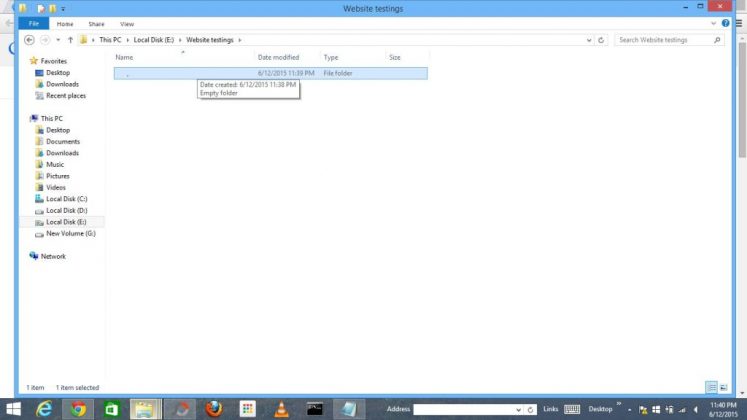 Website testings
File
Home
Share
View
This PC
Local Disk (E:)
Website testings
Search Website testings
Name
Date modified
Type
Size
6/12/2015 11:39 PM
File folder
Date created: 6/12/2015 11:38 PM
Empty folder
Favorites
Desktop
Downloads
Recent places
This PC
Desktop
Documents
Downloads
Music
Pictures
Videos
Local Disk (C:)
Local Disk (D:)
Local Disk (E:)
New Volume (G:)
Network
1 item
1 item selected
Address
Links
Desktop
11:40 PM
6/12/2015